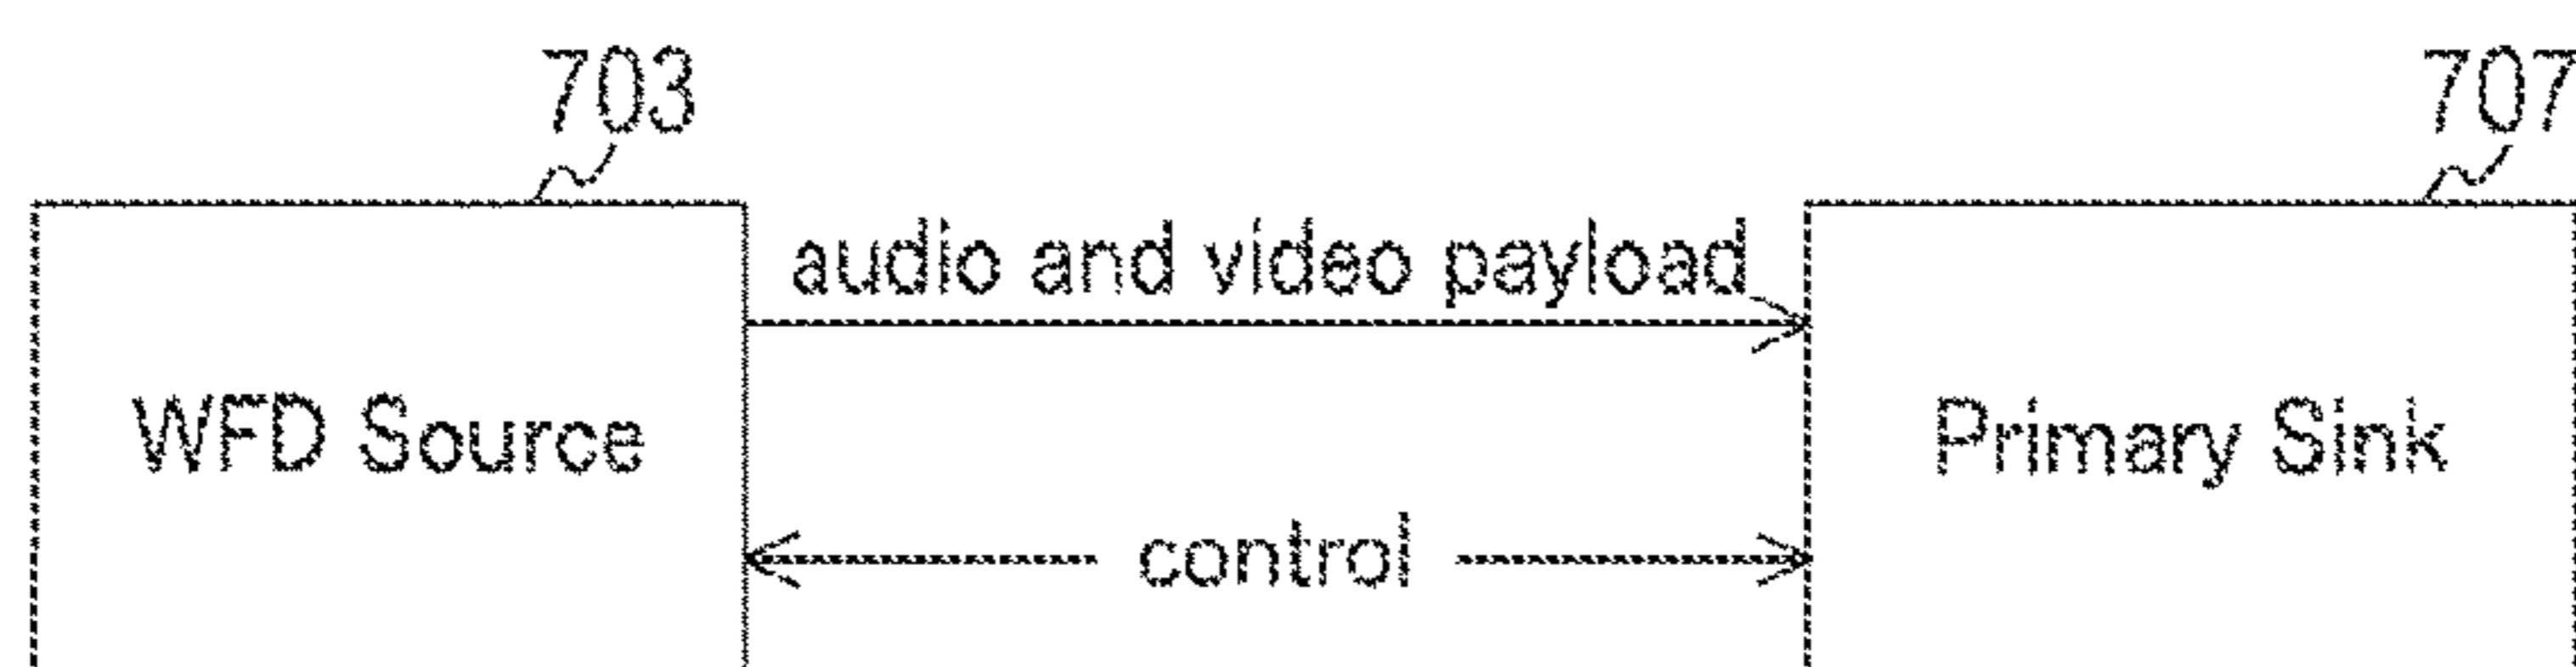 703
707
audio and video payload
WFD Source
Primary Sink
control